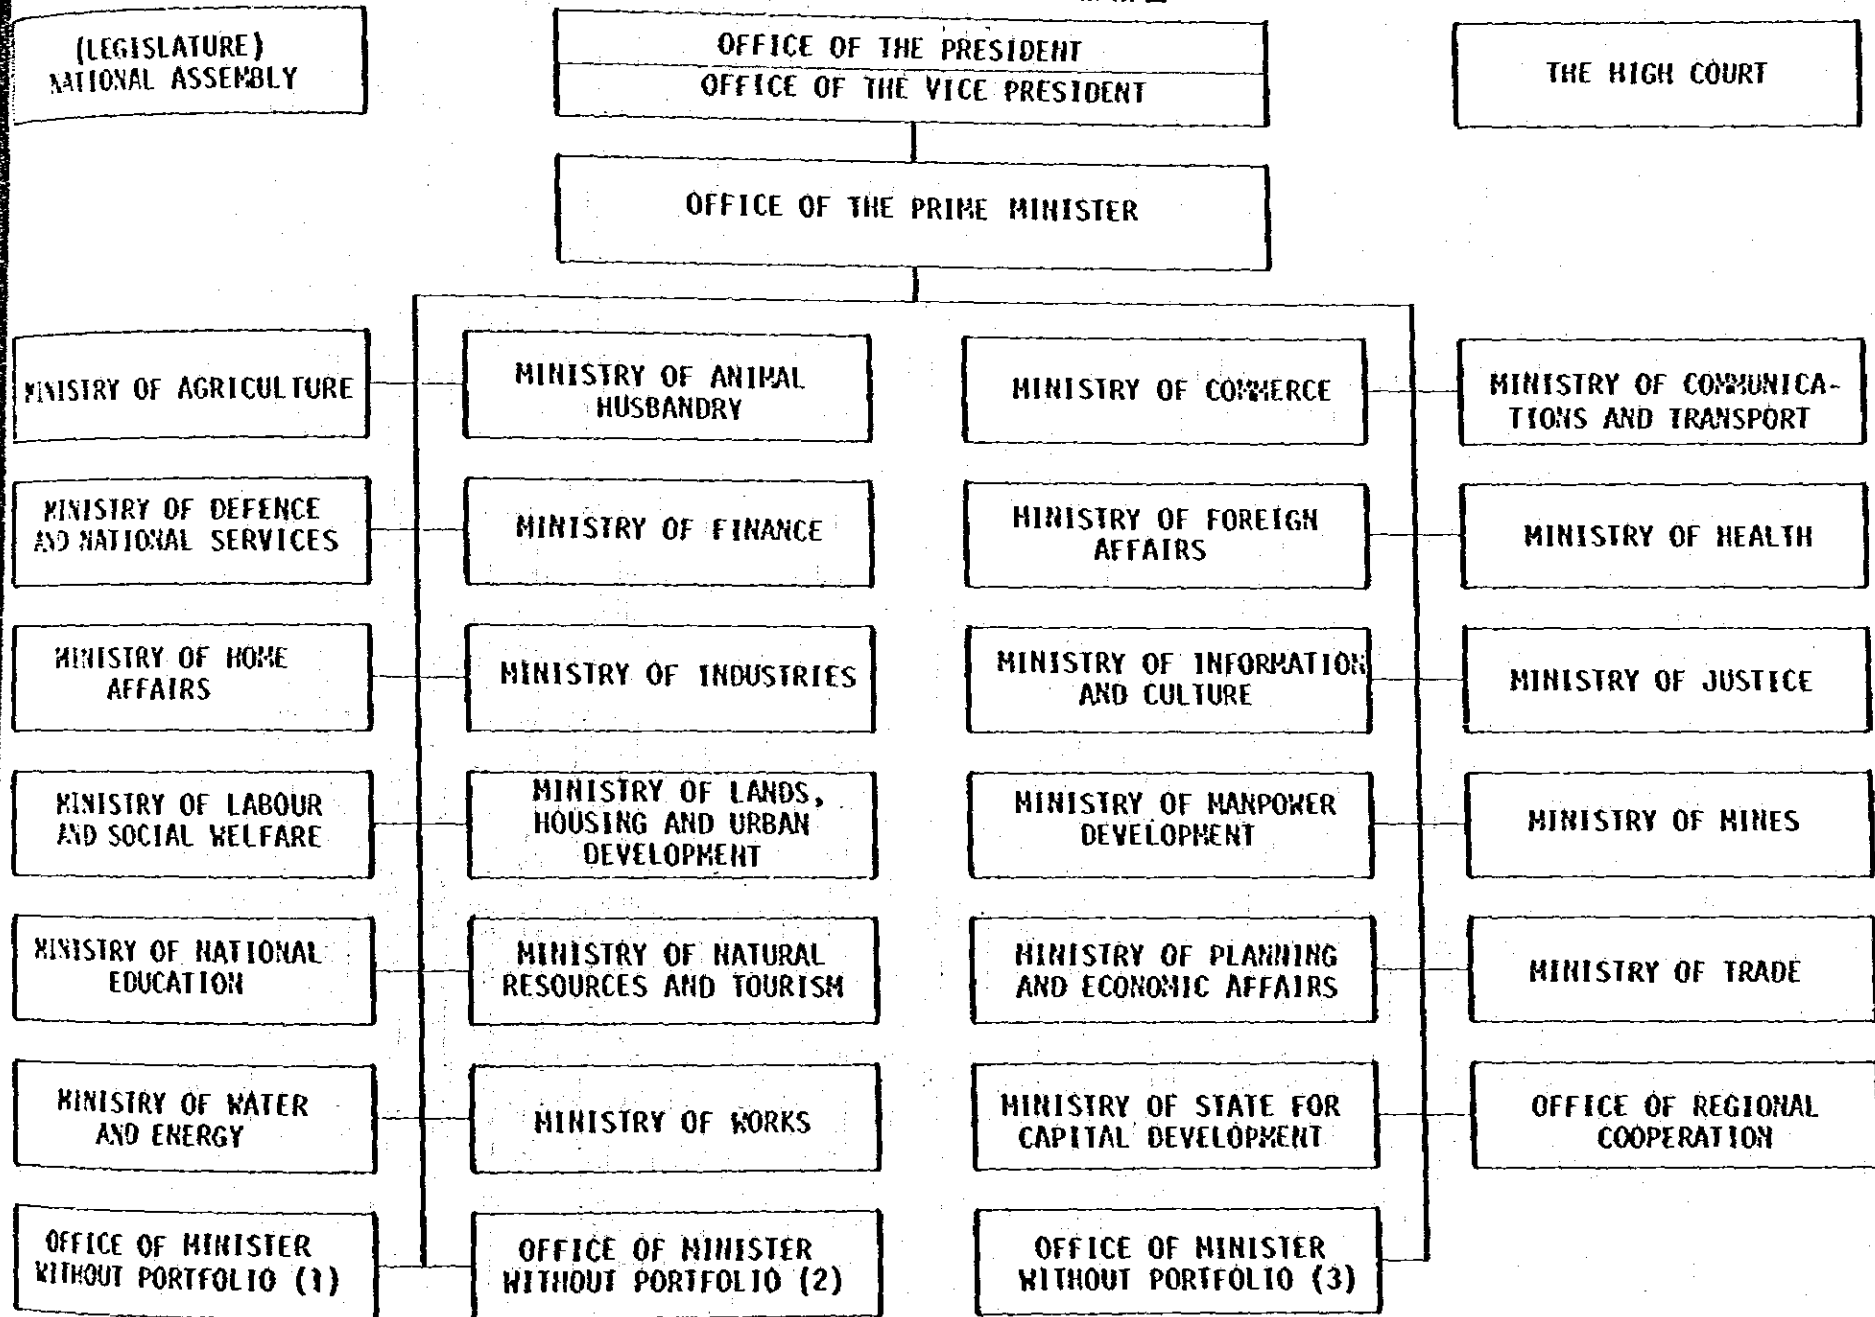 (LEGISLATURE)
NATIONAL ASSEMBLY
OFFICE OF THE PRESIDENT
OFFICE OF THE VICE PRESIDENT
THE HIGH COURT
OFFICE OF THE PRIME MINISTER
MINISTRY OF AGRICULTURE
MINISTRY OF ANIMAL
HUSBANDRY
MINISTRY OF COMMERCE
MINISTRY OF COMMUNICA-
TIONS AND TRANSPORT
MINISTRY OF DEFENCE
AND NATIONAL SERVICES
MINISTRY OF FINANCE
MINISTRY OF FOREIGN
AFFAIRS
MINISTRY OF HEALTH
MINISTRY OF HOME
AFFAIRS
MINISTRY OF INDUSTRIES
MINISTRY OF INFORMATION
AND CULTURE
MINISTRY OF JUSTICE
MINISTRY OF LABOUR
AND SOCIAL WELFARE
MINISTRY OF LANDS,
HOUSING AND URBAN
DEVELOPMENT
MINISTRY OF MANPOWER
DEVELOPMENT
MINISTRY OF MINES
MINISTRY OF NATIONAL
EDUCATION
MINISTRY OF NATURAL
RESOURCES AND TOURISM
MINISTRY OF PLANNING
AND ECONOMIC AFFAIRS
MINISTRY OF TRADE
MINISTRY OF WATER
AND ENERGY
MINISTRY OF WORKS
MINISTRY OF STATE FOR
CAPITAL DEVELOPMENT
OFFICE OF REGIONAL
COOPERATION
OFFICE OF MINISTER
WITHOUT PORTFOLIO (1)
OFFICE OF MINISTER
WITHOUT PORTFOLIO (2)
OFFICE OF MINISTER
WITHOUT PORTFOLIO (3)